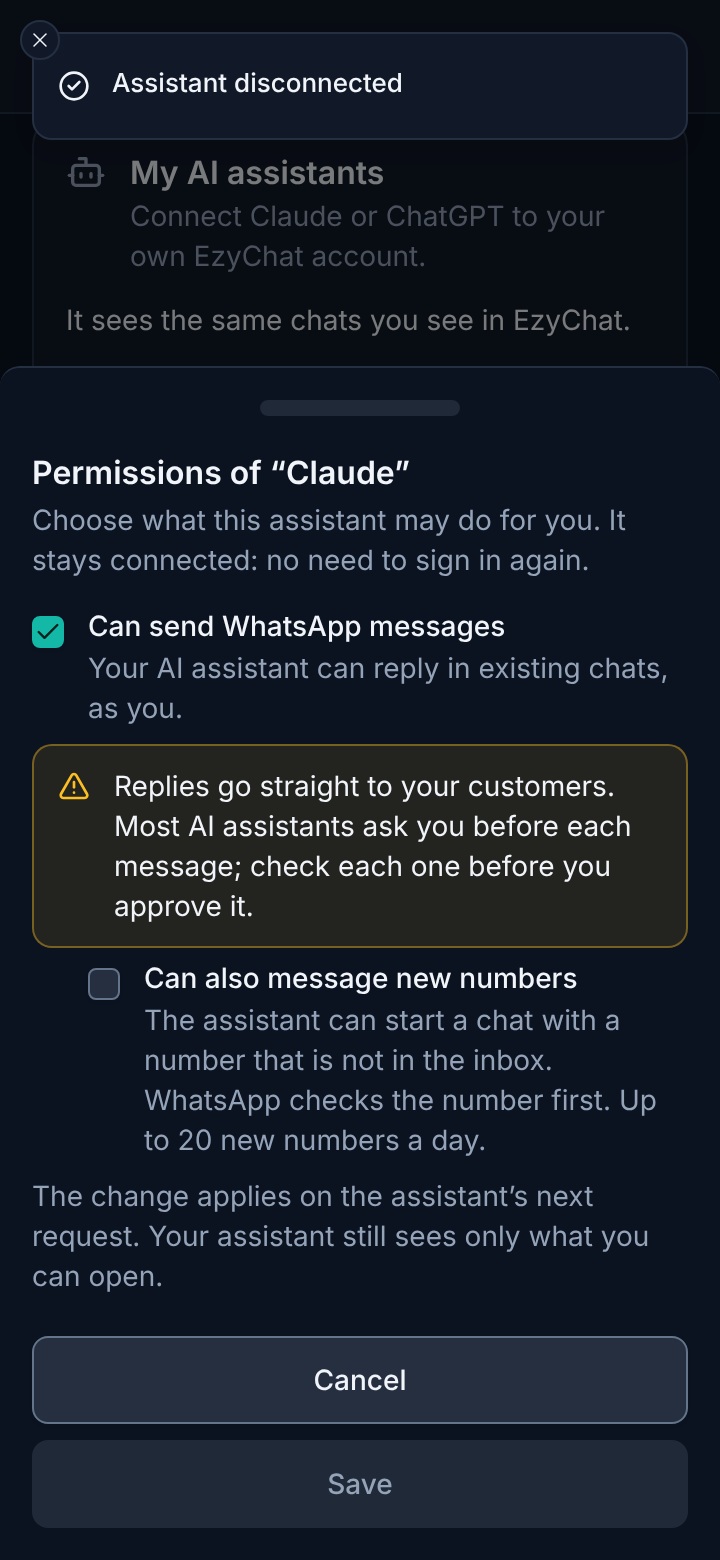 Assistant disconnected
My AI assistants
Connect Claude or ChatGPT to your
own EzyChat account.
It sees the same chats you see in EzyChat.
Permissions of “Claude”
Choose what this assistant may do for you. It
stays connected: no need to sign in again.
Can send WhatsApp messages
Your AI assistant can reply in existing chats,
as you.
Replies go straight to your customers.
Most AI assistants ask you before each
message; check each one before you
approve it.
Can also message new numbers
The assistant can start a chat with a
number that is not in the inbox.
WhatsApp checks the number first. Up
to 20 new numbers a day.
The change applies on the assistant’s next
request. Your assistant still sees only what you
can open.
Cancel
Save